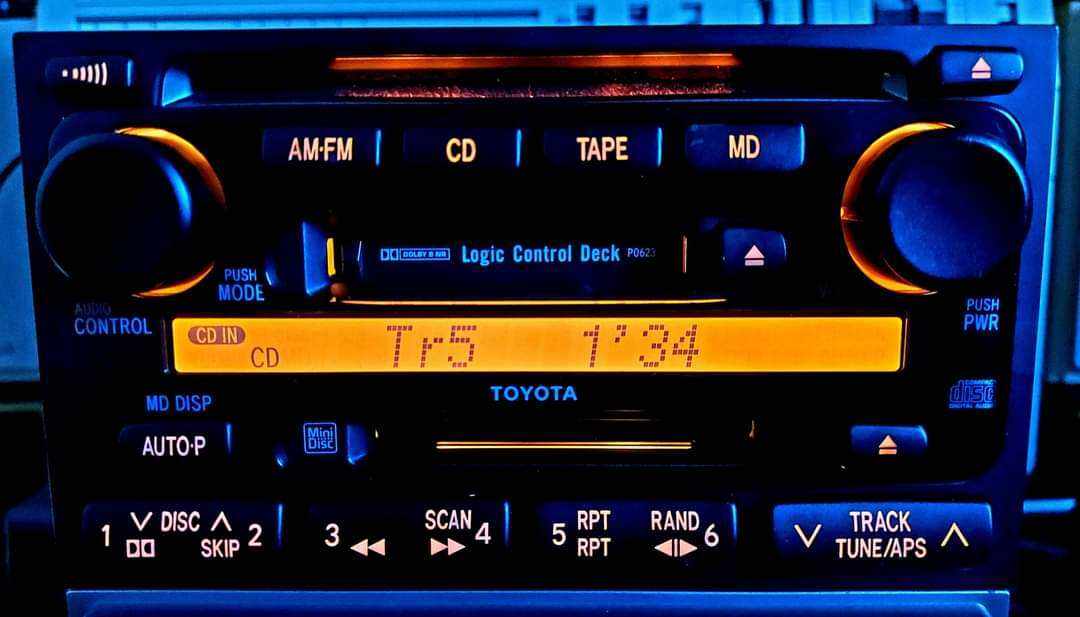 AM·FM CD TAPE MD
DOLBY B NR Logic Control Deck P0623
PUSH
MODE
AUDIO
CONTROL
PUSH
PWR
CD IN
CD Tr5 1'34
TOYOTA
COMPACT
disc
DIGITAL AUDIO
MD DISP
AUTO·P
Mini
Disc
1 DISC 2
SKIP
3 SCAN 4
5 RPT
RPT
RAND 6
TRACK
TUNE/APS